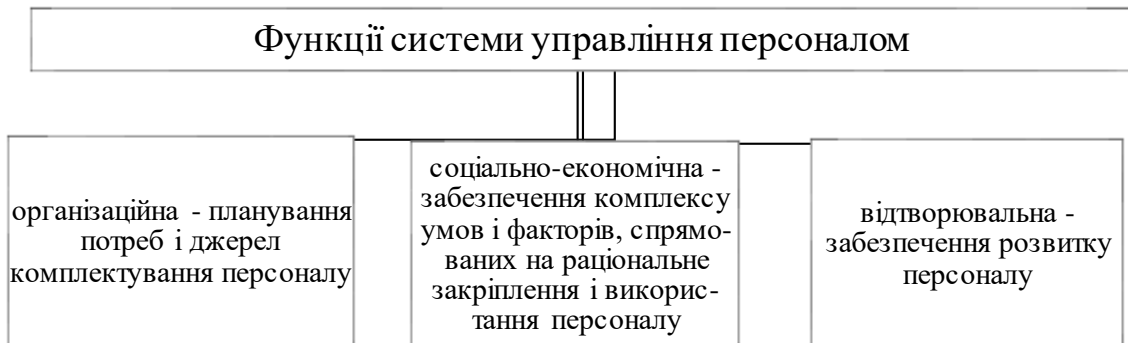 Функції системи управління персоналом
організаційна - планування
потреб і джерел
комплектування персоналу
соціально-економічна -
забезпечення комплексу
умов і факторів, спрямо-
ваних на раціональне
закріплення і викорис-
тання персоналу
відтворювальна -
забезпечення розвитку
персоналу